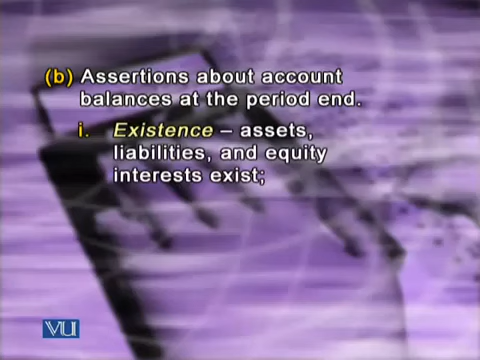 (b) Assertions about account
balances at the period end.
i. Existence – assets,
liabilities, and equity
interests exist;
VU